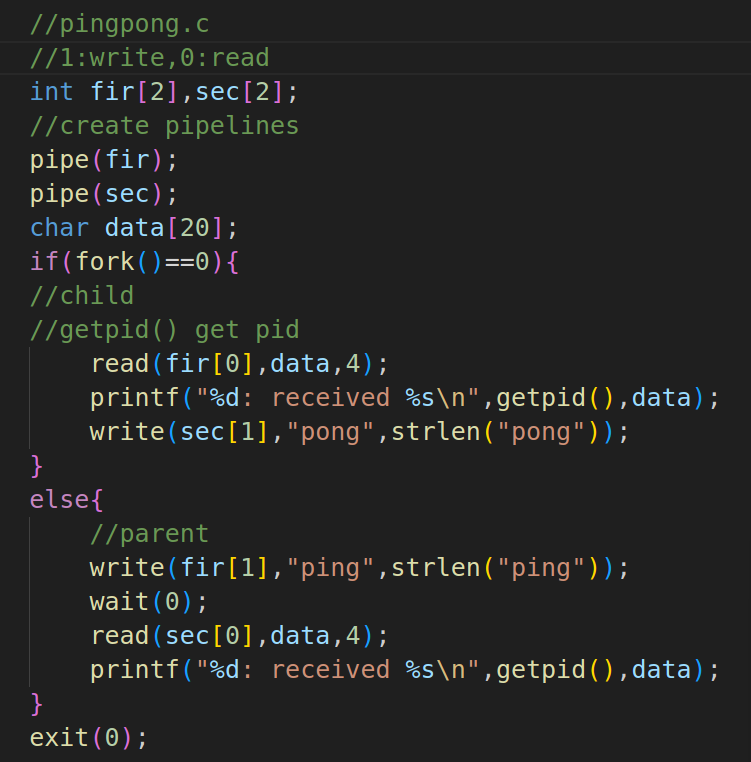 //pingpong.c
//1:write,0:read
int fir[2],sec[2];
//create pipelines
pipe(fir);
pipe(sec);
char data[20];
if(fork()==0){
//child
//getpid() get pid
    read(fir[0],data,4);
    printf("%d: received %s\n",getpid(),data);
    write(sec[1],"pong",strlen("pong"));
}
else{
    //parent
    write(fir[1],"ping",strlen("ping"));
    wait(0);
    read(sec[0],data,4);
    printf("%d: received %s\n",getpid(),data);
}
exit(0);